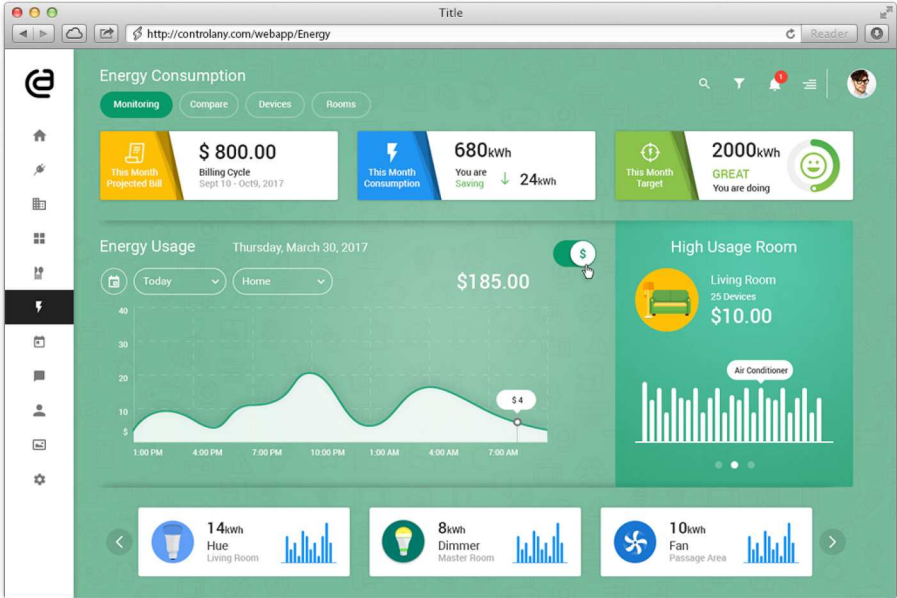 Title
http://controlany.com/webapp/Energy
Reader
Energy Consumption
Monitoring
Compare
Devices
Rooms
1
This Month
Projected Bill
$ 800.00
Billing Cycle
Sept 10 - Oct9, 2017
This Month
Consumption
680kWh
You are
Saving
24kWh
This Month
Target
2000kWh
GREAT
You are doing
Energy Usage
Thursday, March 30, 2017
$
Today
Home
$185.00
40
30
20
10
$
$ 4
1:00 PM
4:00 PM
7:00 PM
10:00 PM
1:00 AM
4:00 AM
7:00 AM
High Usage Room
Living Room
25 Devices
$10.00
Air Conditioner
14kWh
Hue
Living Room
8kWh
Dimmer
Master Room
10kWh
Fan
Passage Area